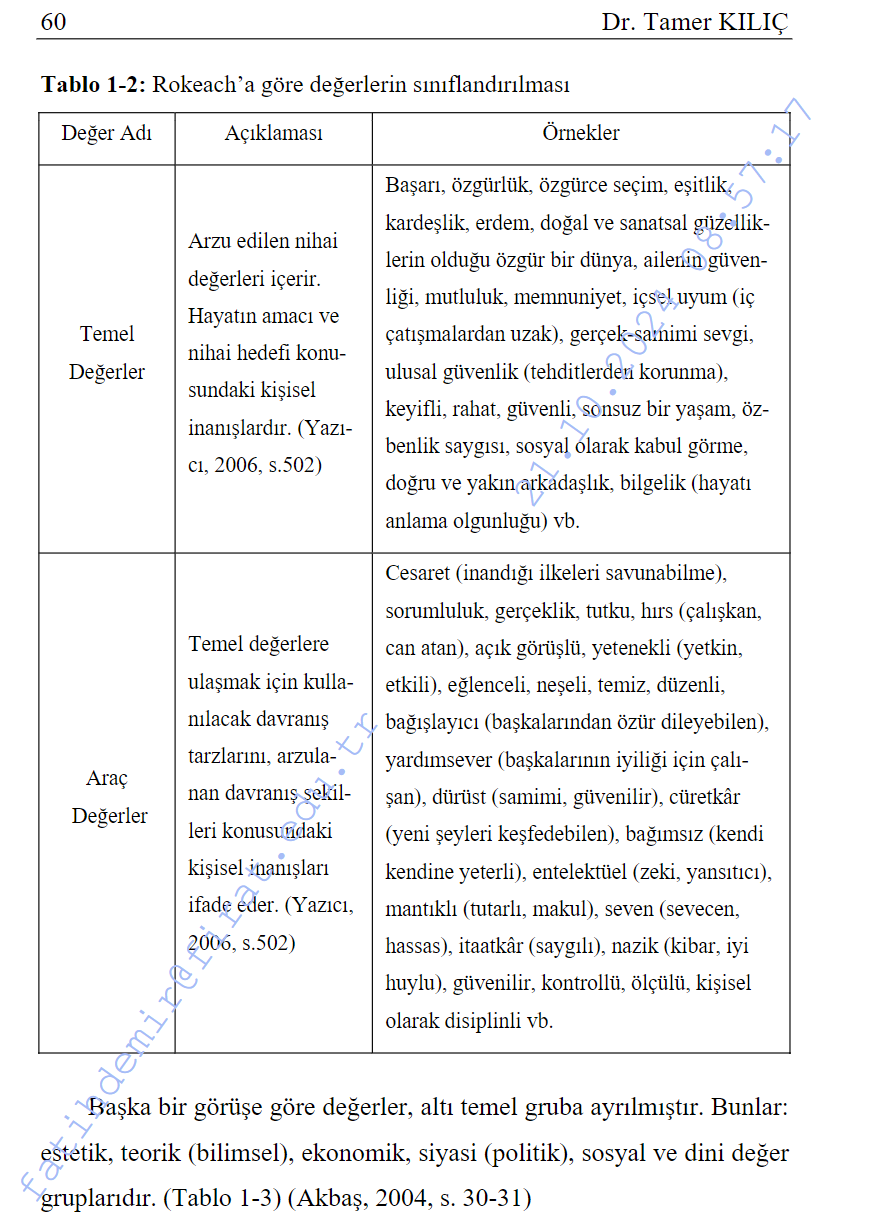 60 Dr. Tamer KILIÇ
Tablo 1-2: Rokeach’a göre değerlerin sınıflandırılması
Değer Adı Açıklaması Örnekler
Temel
Değerler
Arzu edilen nihai
değerleri içerir.
Hayatın amacı ve
nihai hedefi konu-
sundaki kişisel
inanışlardır. (Yazı-
cı, 2006, s.502)
Başarı, özgürlük, özgürce seçim, eşitlik,
kardeşlik, erdem, doğal ve sanatsal güzellik-
lerin olduğu özgür bir dünya, ailenin güven-
liği, mutluluk, memnuniyet, içsel uyum (iç
çatışmalardan uzak), gerçek-samimi sevgi,
ulusal güvenlik (tehditlerden korunma),
keyifli, rahat, güvenli, sonsuz bir yaşam, öz-
benlik saygısı, sosyal olarak kabul görme,
doğru ve yakın arkadaşlık, bilgelik (hayatı
anlama olgunluğu) vb.
Araç
Değerler
Temel değerlere
ulaşmak için kulla-
nılacak davranış
tarzlarını, arzula-
nan davranış şekil-
leri konusundaki
kişisel inanışları
ifade eder. (Yazıcı,
2006, s.502)
Cesaret (inandığı ilkeleri savunabilme),
sorumluluk, gerçeklik, tutku, hırs (çalışkan,
can atan), açık görüşlü, yetenekli (yetkin,
etkili), eğlenceli, neşeli, temiz, düzenli,
bağışlayıcı (başkalarından özür dileyebilen),
yardımsever (başkalarının iyiliği için çalı-
şan), dürüst (samimi, güvenilir), cüretkâr
(yeni şeyleri keşfedebilen), bağımsız (kendi
kendine yeterli), entelektüel (zeki, yansıtıcı),
mantıklı (tutarlı, makul), seven (sevecen,
hassas), itaatkâr (saygılı), nazik (kibar, iyi
huylu), güvenilir, kontrollü, ölçülü, kişisel
olarak disiplinli vb.
Başka bir görüşe göre değerler, altı temel gruba ayrılmıştır. Bunlar:
estetik, teorik (bilimsel), ekonomik, siyasi (politik), sosyal ve dini değer
gruplarıdır. (Tablo 1-3) (Akbaş, 2004, s. 30-31)
fatihdemir@firat.edu.tr
21.10.2024 08:57:17